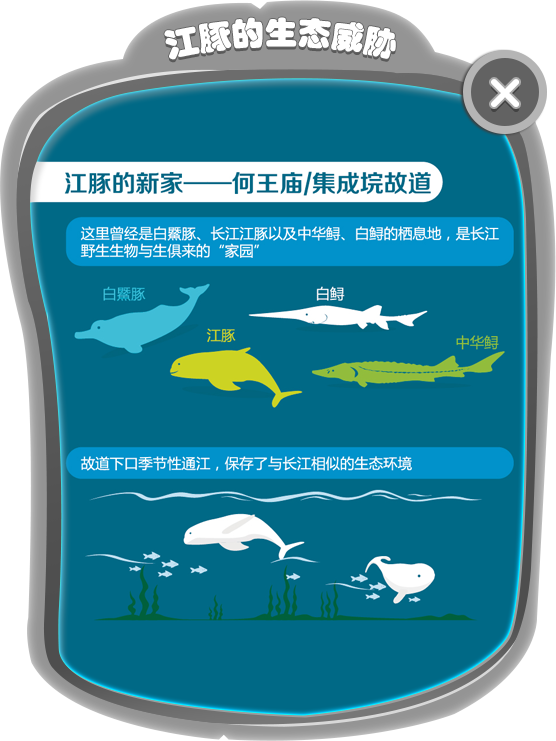 江豚的生态威胁
江豚的新家——何王庙/集成垸故道
这里曾经是白鱀豚、长江江豚以及中华鲟、白鲟的栖息地，是长江
野生生物与生俱来的“家园”
白鱀豚
白鲟
江豚
中华鲟
故道下口季节性通江，保存了与长江相似的生态环境